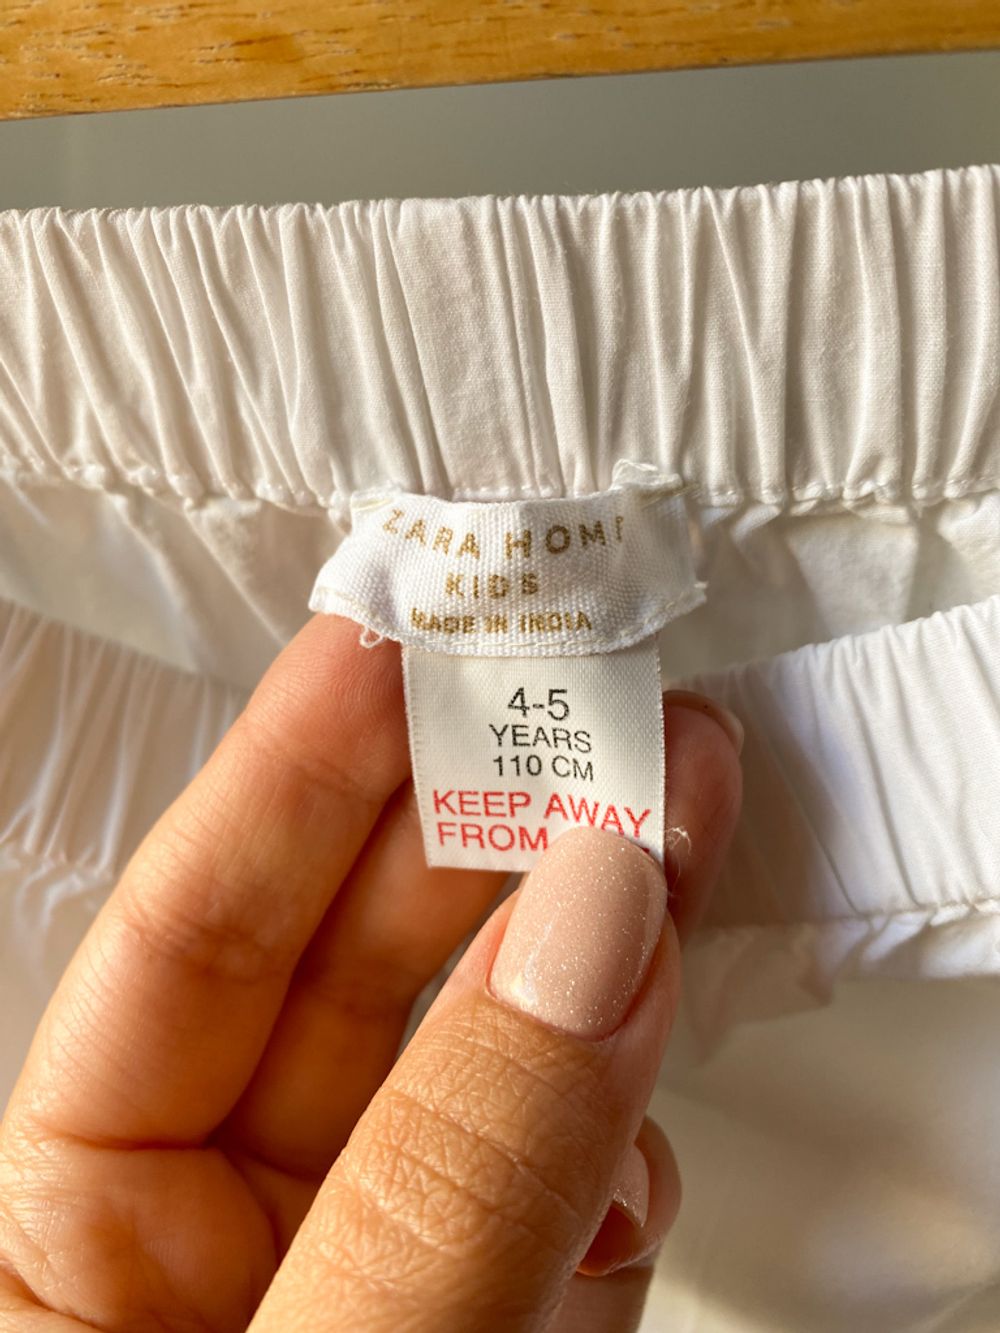 ZARA HOME
KIDS
MADE IN INDIA
4-5
YEARS
110 CM
KEEP AWAY
FROM